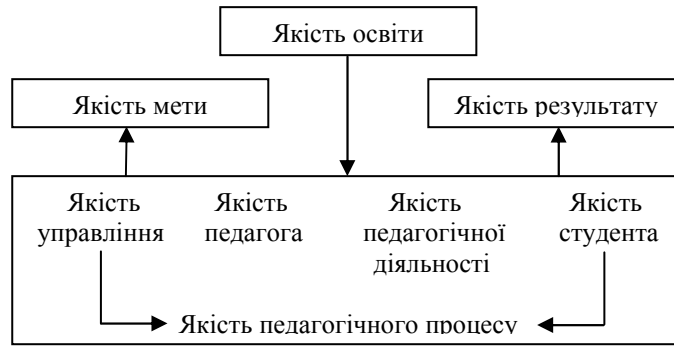 Якість освіти
Якість мети
Якість результату
Якість
управління
Якість
педагога
Якість
педагогічної
діяльності
Якість
студента
Якість педагогічного процесу